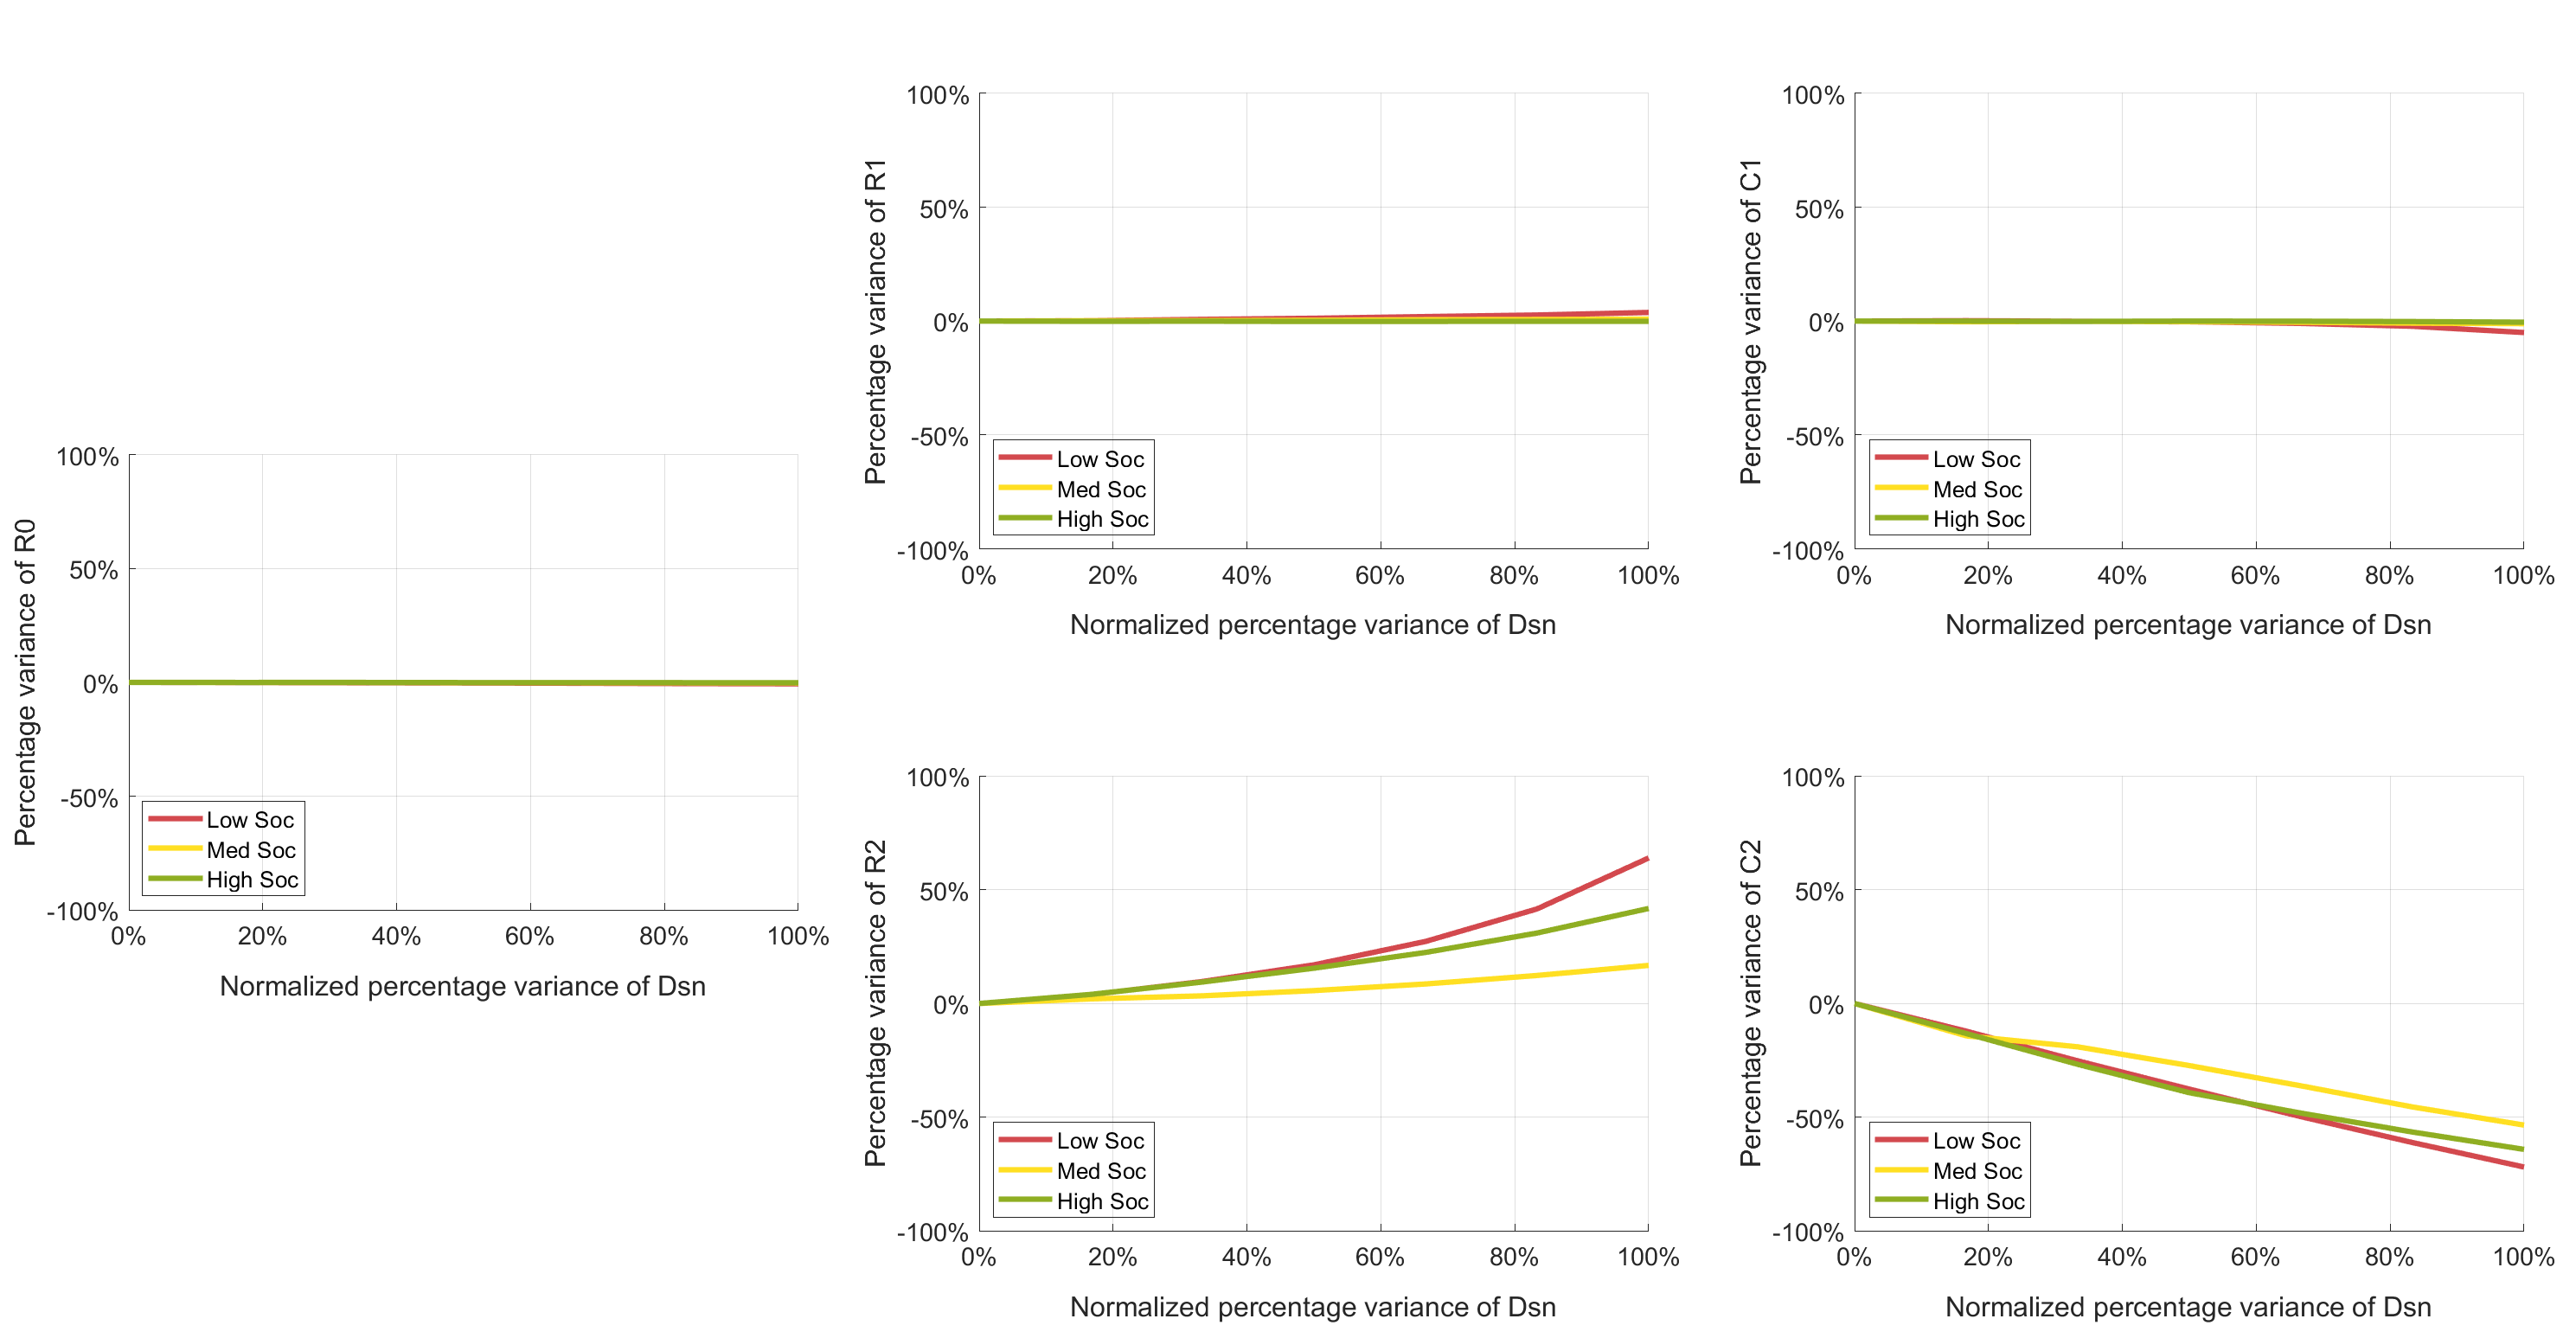 Percentage variance of R0
100%
50%
0%
-50%
-100%
0% 20% 40% 60% 80% 100%
Normalized percentage variance of Dsn
Low Soc
Med Soc
High Soc
Percentage variance of R1
100%
50%
0%
-50%
-100%
0% 20% 40% 60% 80% 100%
Normalized percentage variance of Dsn
Low Soc
Med Soc
High Soc
Percentage variance of C1
100%
50%
0%
-50%
-100%
0% 20% 40% 60% 80% 100%
Normalized percentage variance of Dsn
Low Soc
Med Soc
High Soc
Percentage variance of R2
100%
50%
0%
-50%
-100%
0% 20% 40% 60% 80% 100%
Normalized percentage variance of Dsn
Low Soc
Med Soc
High Soc
Percentage variance of C2
100%
50%
0%
-50%
-100%
0% 20% 40% 60% 80% 100%
Normalized percentage variance of Dsn
Low Soc
Med Soc
High Soc